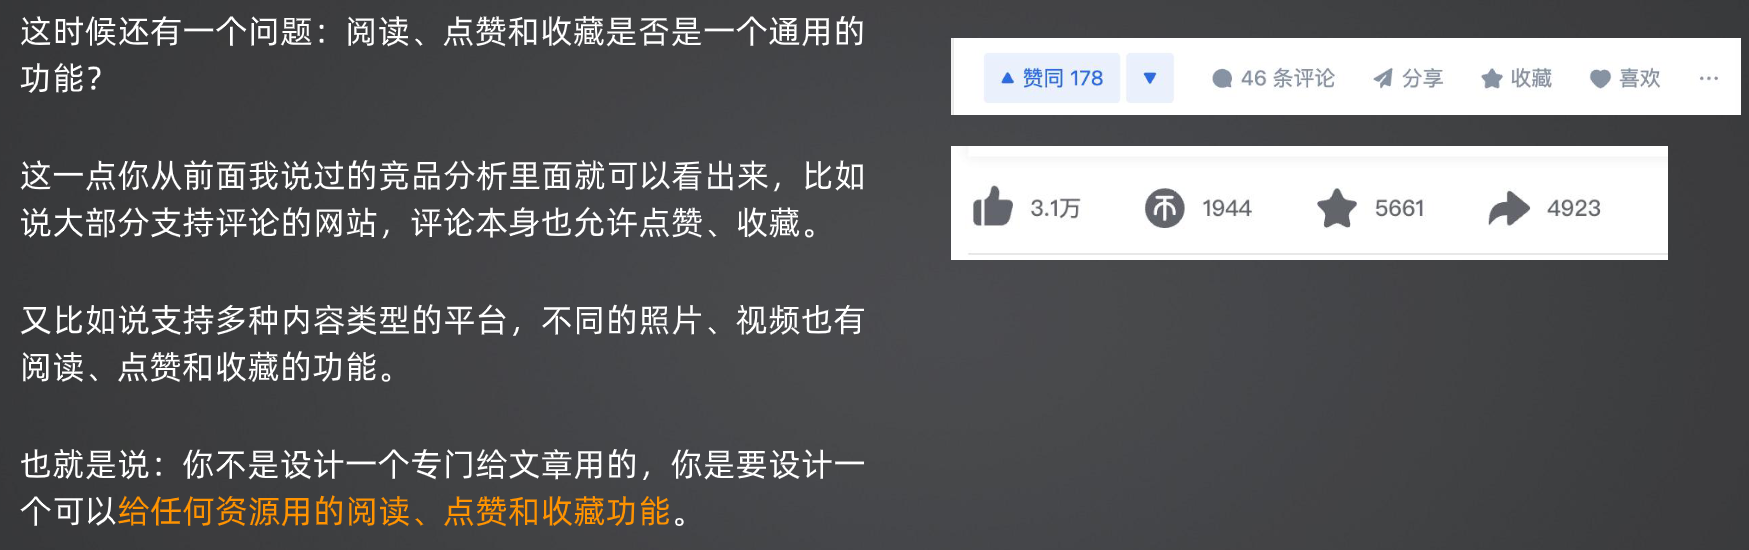 这时候还有一个问题：阅读、点赞和收藏是否是一个通用的
功能？
这一点你从前面我说过的竞品分析里面就可以看出来，比如
说大部分支持评论的网站，评论本身也允许点赞、收藏。
又比如说支持多种内容类型的平台，不同的照片、视频也有
阅读、点赞和收藏的功能。
也就是说：你不是设计一个专门给文章用的，你是要设计一
个可以给任何资源用的阅读、点赞和收藏功能。
赞同 178 46 条评论 分享 收藏 喜欢 ···
3.1万 1944 5661 4923